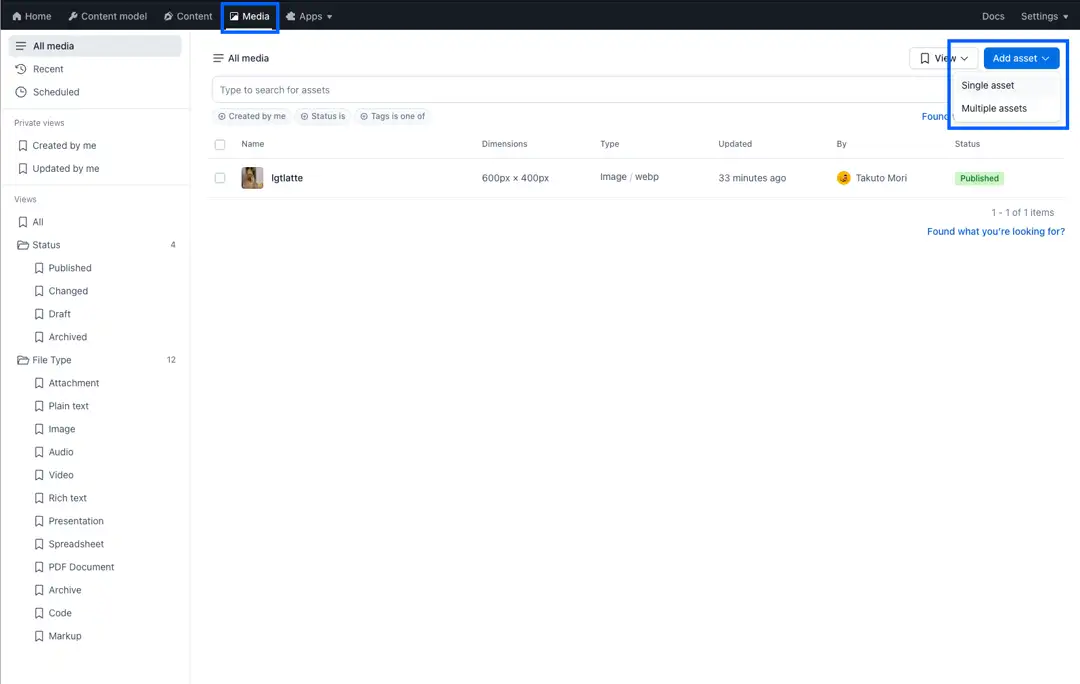 Home Content model Content Media Apps Docs Settings
All media
Recent
Scheduled
Private views
Created by me
Updated by me
Views
All
Status 4
Published
Changed
Draft
Archived
File Type 12
Attachment
Plain text
Image
Audio
Video
Rich text
Presentation
Spreadsheet
PDF Document
Archive
Code
Markup
All media
View Add asset
Single asset
Multiple assets
Type to search for assets
Created by me Status is Tags is one of Found
Name Dimensions Type Updated By Status
lgtlatte 600px × 400px Image / webp 33 minutes ago Takuto Mori Published
1 - 1 of 1 items
Found what you're looking for?